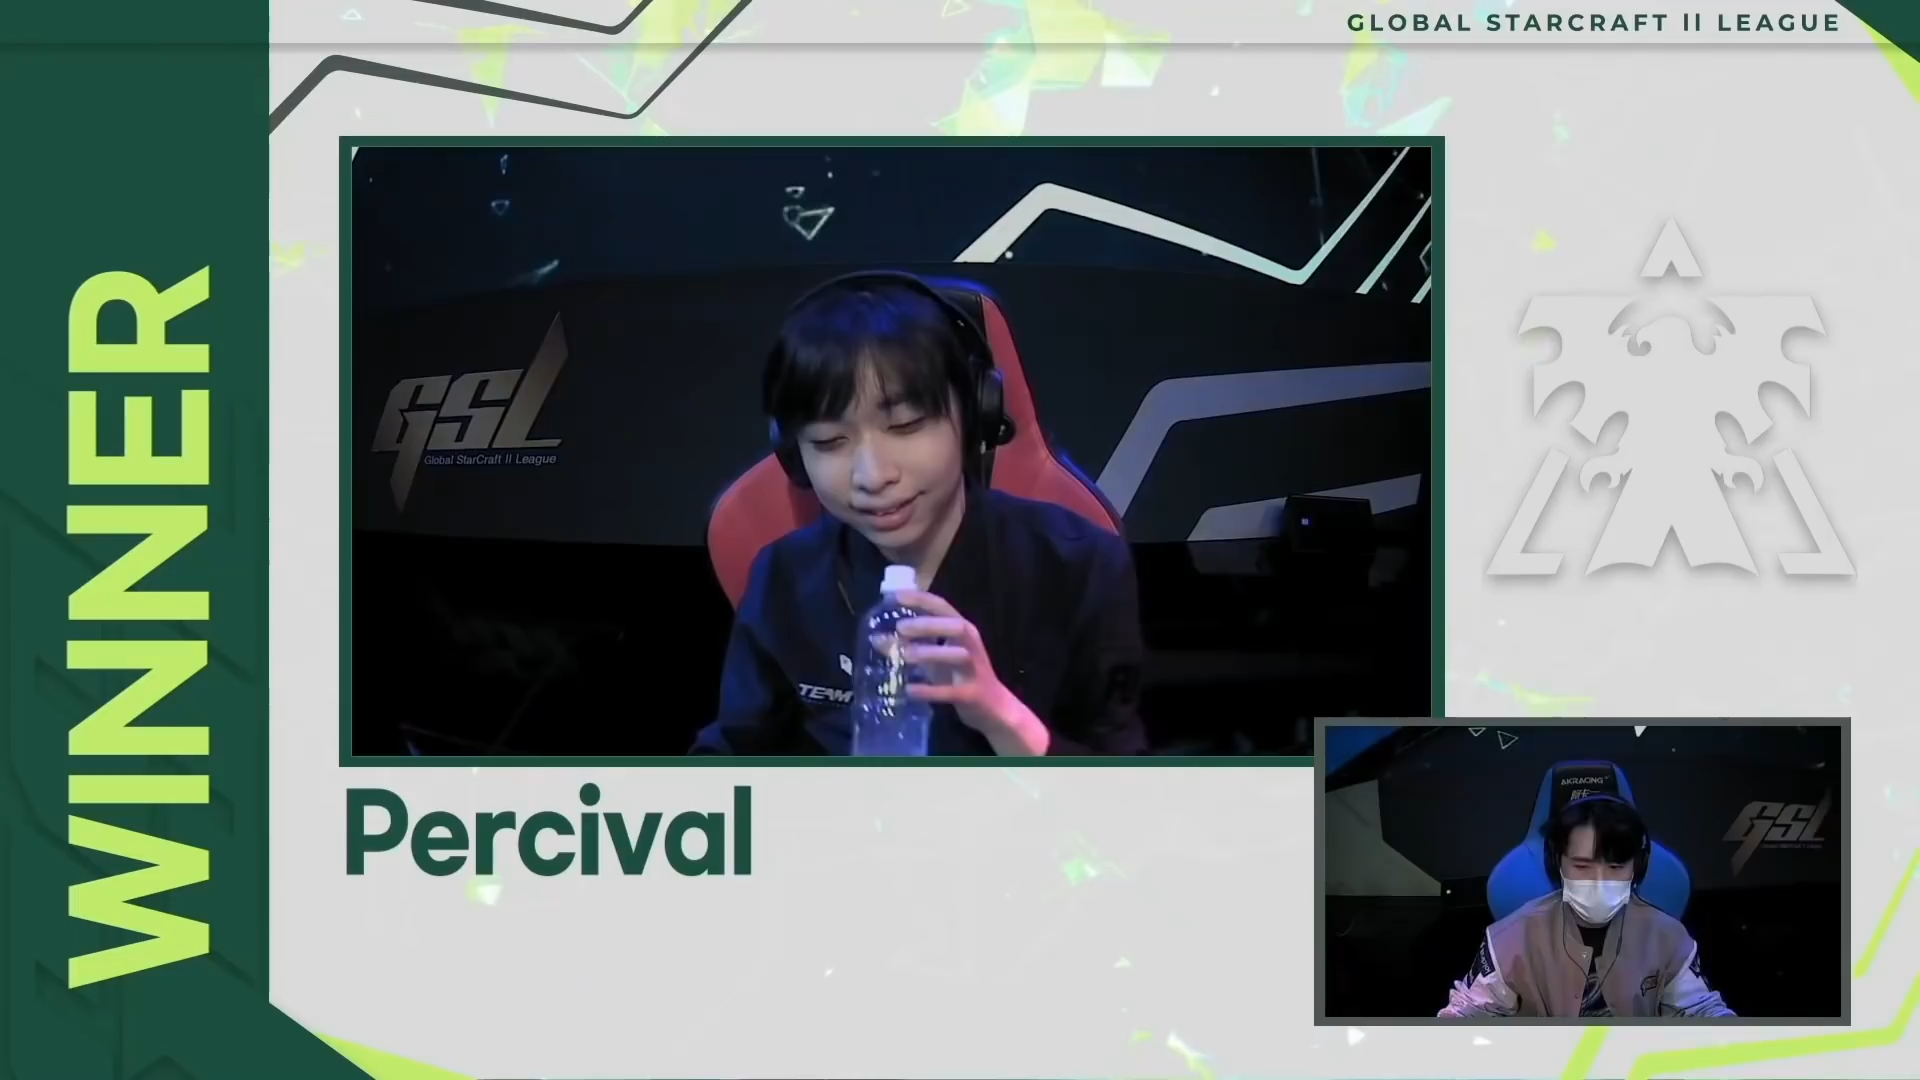 GLOBAL STARCRAFT II LEAGUE
WINNER
GSL
Global StarCraft II League
TEAM
Percival
AKRACING
GSL